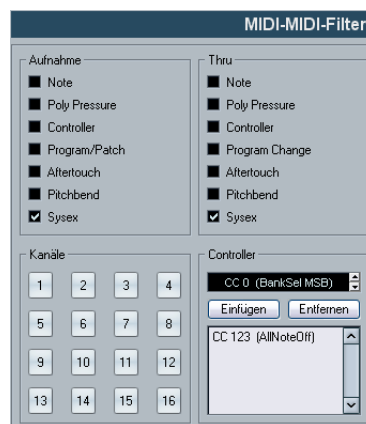 MIDI-MIDI-Filter
Aufnahme
Note
Poly Pressure
Controller
Program/Patch
Aftertouch
Pitchbend
Sysex
Thru
Note
Poly Pressure
Controller
Program Change
Aftertouch
Pitchbend
Sysex
Kanäle
1 2 3 4
5 6 7 8
9 10 11 12
13 14 15 16
Controller
CC 0 (BankSel MSB)
Einfügen Entfernen
CC 123 (AllNoteOff)